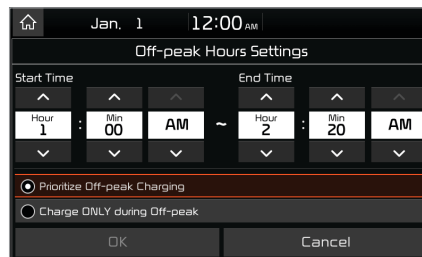 Jan. 1 12:00 AM
Off-peak Hours Settings
Start Time End Time
Hour Min Hour Min
1 : 00 AM ~ 2 : 20 AM
Prioritize Off-peak Charging
Charge ONLY during Off-peak
OK Cancel